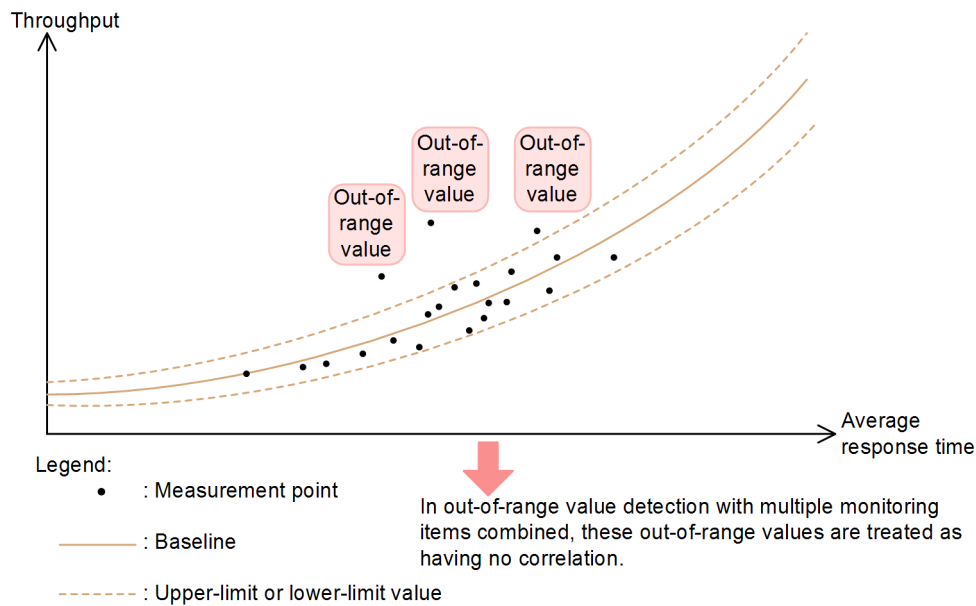 Throughput
Out-of-
range
value
Out-of-
range
value
Out-of-
range
value
Average
response time
Legend:
: Measurement point
: Baseline
: Upper-limit or lower-limit value
In out-of-range value detection with multiple monitoring
items combined, these out-of-range values are treated as
having no correlation.